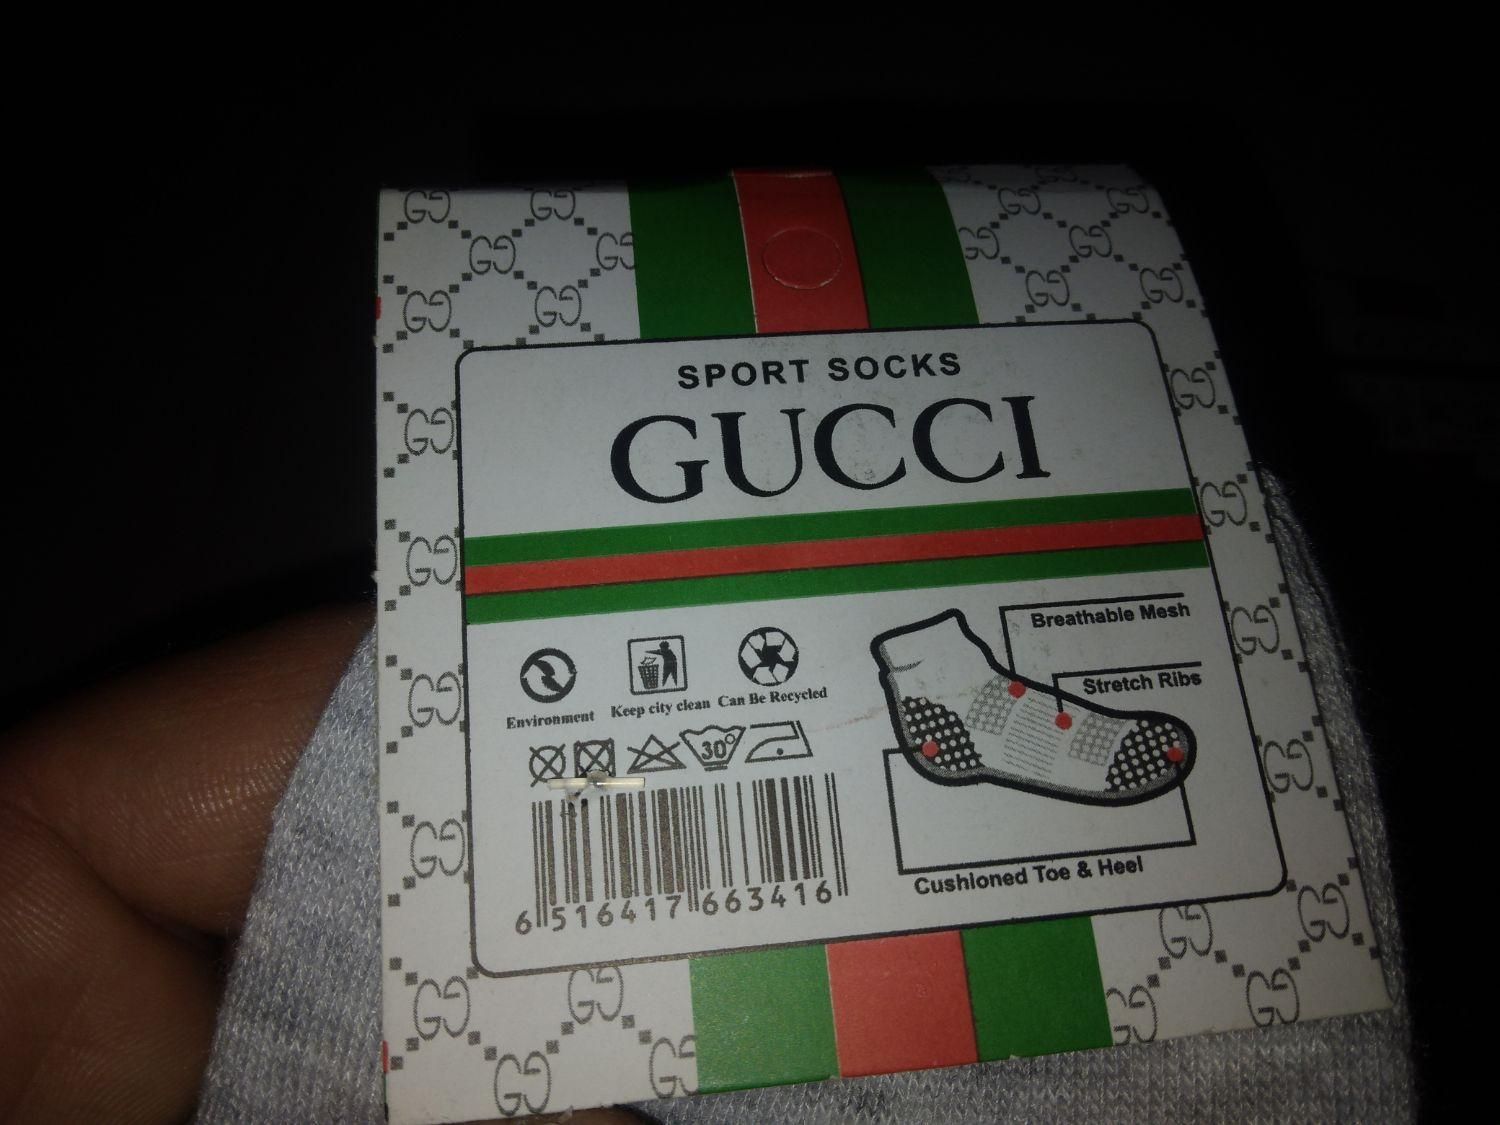 SPORT SOCKS
GUCCI
Breathable Mesh
Stretch Ribs
Environment
Keep city clean
Can Be Recycled
30°
Cushioned Toe & Heel
6 516417 663416